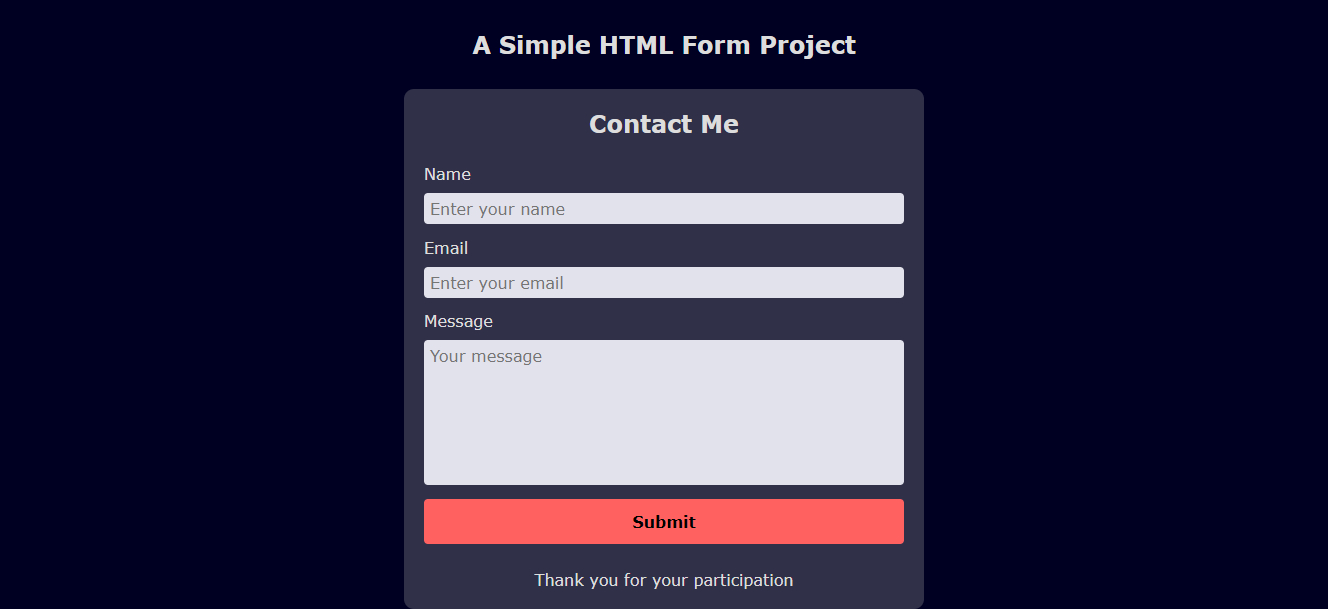 A Simple HTML Form Project
Contact Me
Name
Enter your name
Email
Enter your email
Message
Your message
Submit
Thank you for your participation